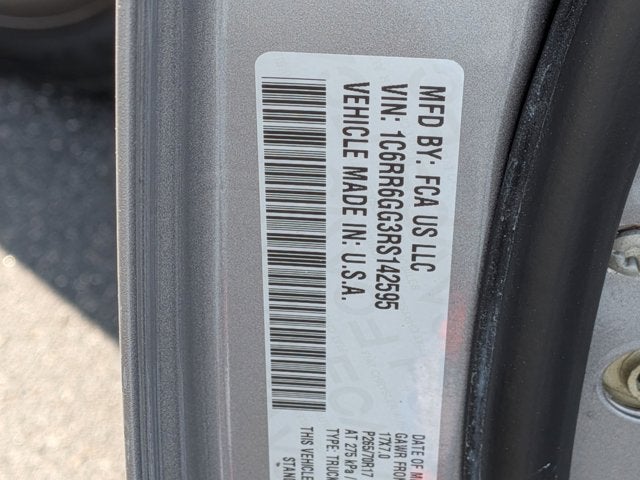 MFD BY: FCA US LLC
VIN: 1C6RR6GG3RS142595
VEHICLE MADE IN: U.S.A.
DATE OF M
GAWR FRON
17X7.0
P265/70R17
AT 275 kPa /
TYPE: TRUCK
THIS VEHICLE
STAN